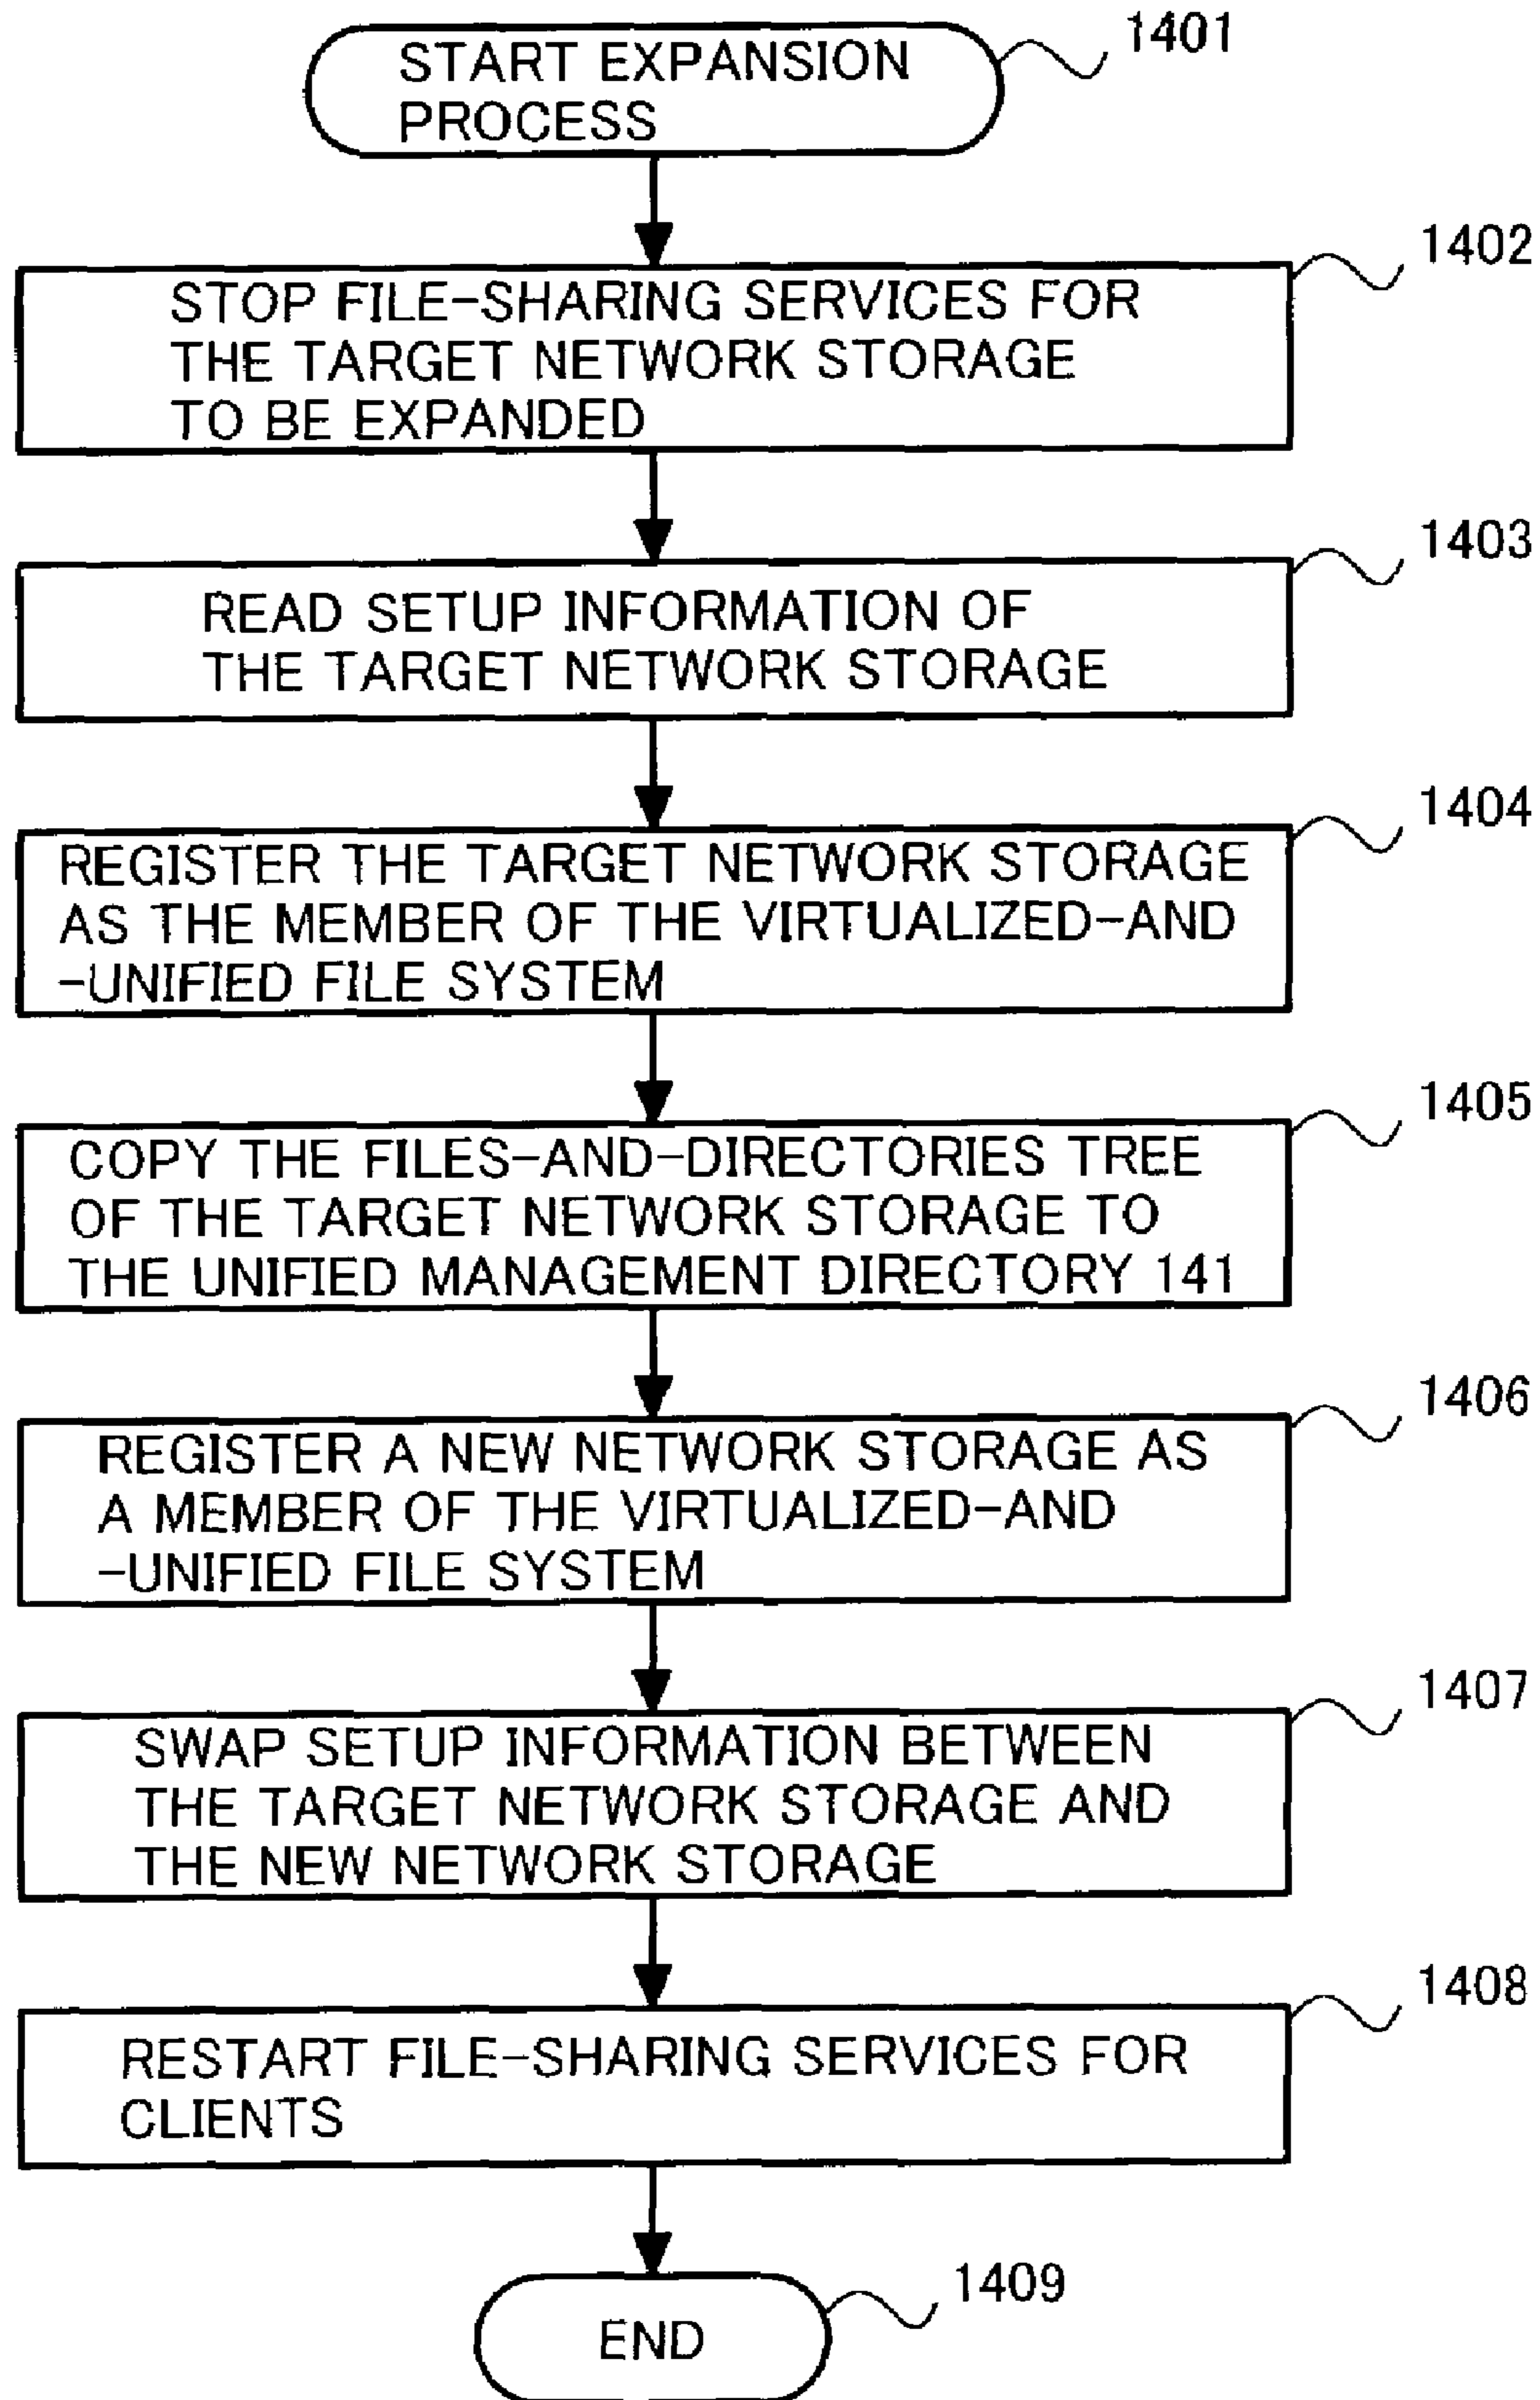 START EXPANSION
PROCESS
1401
1402
STOP FILE-SHARING SERVICES FOR
THE TARGET NETWORK STORAGE
TO BE EXPANDED
1403
READ SETUP INFORMATION OF
THE TARGET NETWORK STORAGE
1404
REGISTER THE TARGET NETWORK STORAGE
AS THE MEMBER OF THE VIRTUALIZED-AND
-UNIFIED FILE SYSTEM
1405
COPY THE FILES-AND-DIRECTORIES TREE
OF THE TARGET NETWORK STORAGE TO
THE UNIFIED MANAGEMENT DIRECTORY 141
1406
REGISTER A NEW NETWORK STORAGE AS
A MEMBER OF THE VIRTUALIZED-AND
-UNIFIED FILE SYSTEM
1407
SWAP SETUP INFORMATION BETWEEN
THE TARGET NETWORK STORAGE AND
THE NEW NETWORK STORAGE
1408
RESTART FILE-SHARING SERVICES FOR
CLIENTS
1409
END